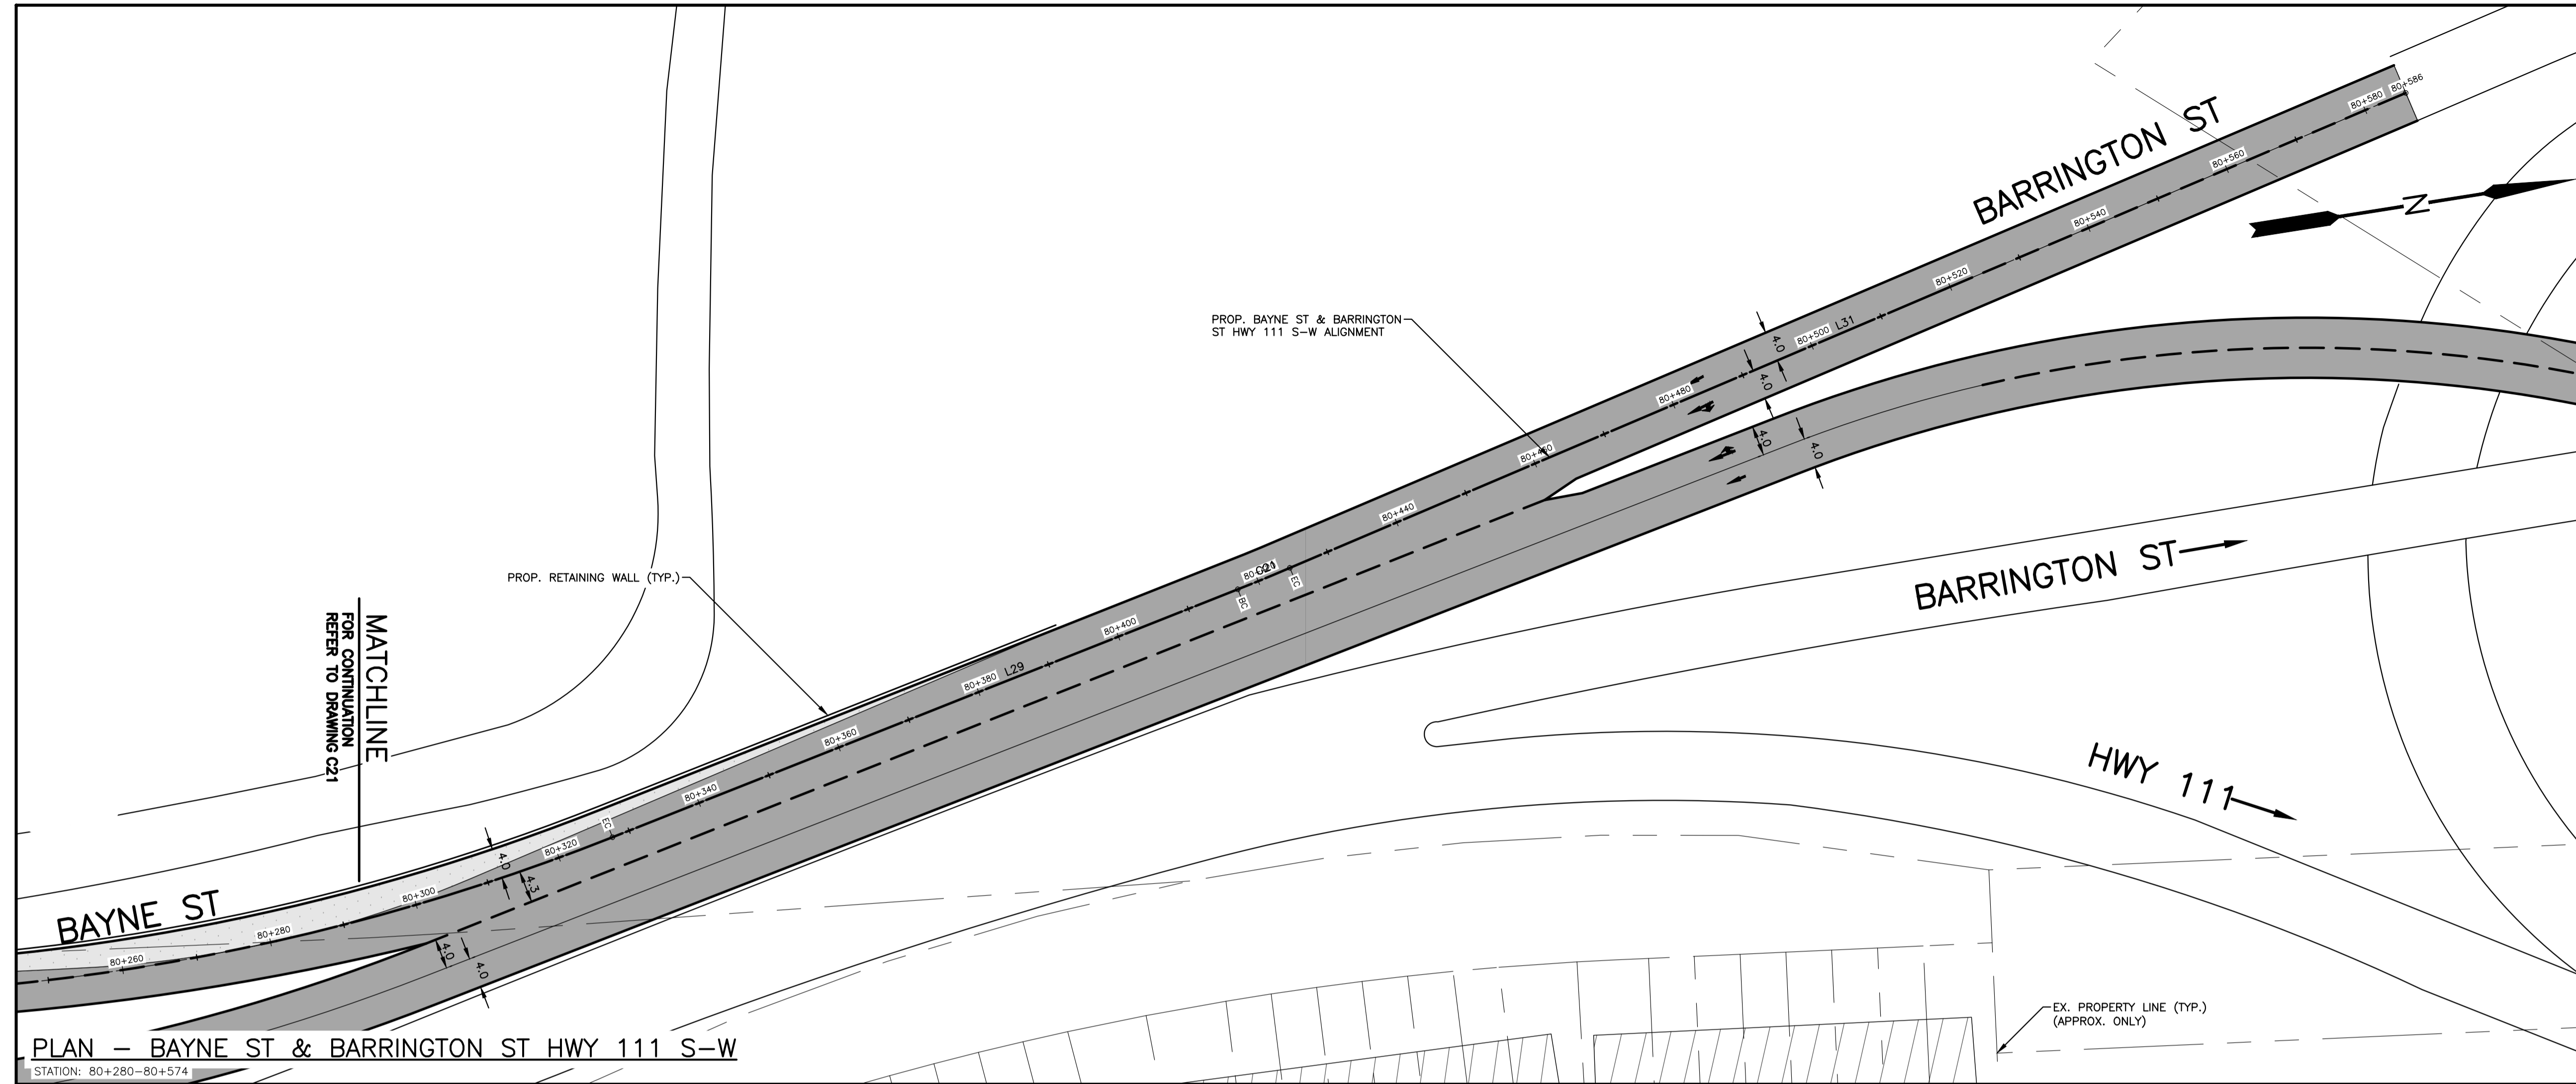 BARRINGTON ST
80+586
80+580
80+560
80+540
80+520
L31
80+500
80+480
80+440
N
4.0
4.0
4.0
4.0
PROP. BAYNE ST & BARRINGTON
ST HWY 111 S-W ALIGNMENT
BARRINGTON ST
HWY 111
PROP. RETAINING WALL (TYP.)
C21
EC
BC
80+400
L29
80+380
80+360
80+340
EC
80+320
80+300
80+280
80+260
4.0
4.3
4.0
4.0
MATCHLINE
FOR CONTINUATION
REFER TO DRAWING C21
BAYNE ST
EX. PROPERTY LINE (TYP.)
(APPROX. ONLY)
PLAN - BAYNE ST & BARRINGTON ST HWY 111 S-W
STATION: 80+280-80+574